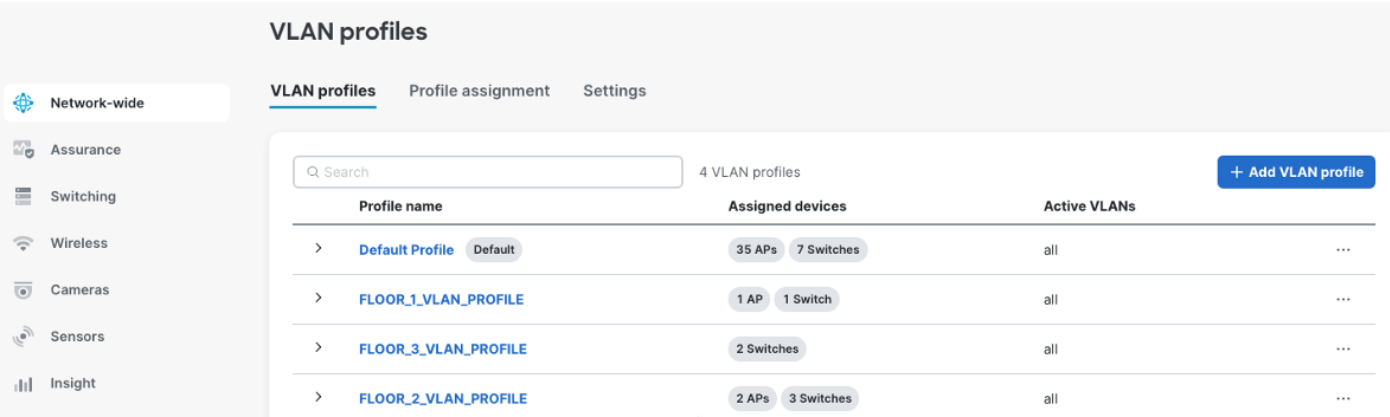 VLAN profiles
VLAN profiles Profile assignment Settings
Network-wide
Assurance
Switching
Wireless
Cameras
Sensors
Insight
Search 4 VLAN profiles + Add VLAN profile
Profile name Assigned devices Active VLANs
Default Profile Default 35 APs 7 Switches all ...
FLOOR_1_VLAN_PROFILE 1 AP 1 Switch all ...
FLOOR_3_VLAN_PROFILE 2 Switches all ...
FLOOR_2_VLAN_PROFILE 2 APs 3 Switches all ...